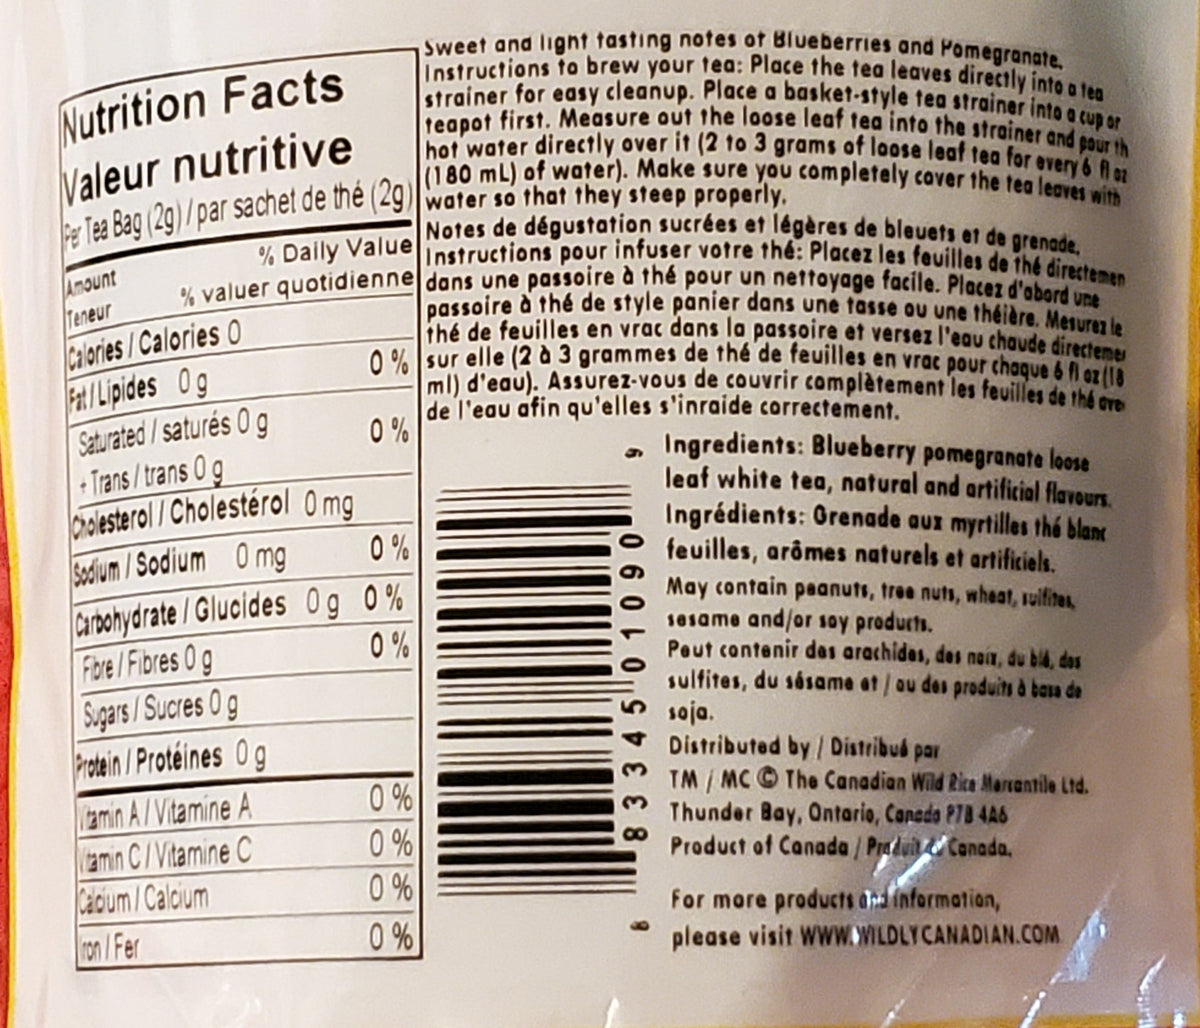 Nutrition Facts
Valeur nutritive
Per Tea Bag (2g) / par sachet de thé (2g)
% Daily Value
Amount
% valuer quotidienne
Teneur
Calories / Calories 0
Fat / Lipides 0 g 0 %
Saturated / saturés 0 g 0 %
+ Trans / trans 0 g
Cholesterol / Cholestérol 0 mg
Sodium / Sodium 0 mg 0 %
Carbohydrate / Glucides 0 g 0 %
Fibre / Fibres 0 g 0 %
Sugars / Sucres 0 g
Protein / Protéines 0 g
Vitamin A / Vitamine A 0 %
Vitamin C / Vitamine C 0 %
Calcium / Calcium 0 %
Iron / Fer 0 %
Sweet and light tasting notes of Blueberries and Pomegranate.
Instructions to brew your tea: Place the tea leaves directly into a tea
strainer for easy cleanup. Place a basket-style tea strainer into a cup or
teapot first. Measure out the loose leaf tea into the strainer and pour th
hot water directly over it (2 to 3 grams of loose leaf tea for every 6 fl oz
(180 mL) of water). Make sure you completely cover the tea leaves with
water so that they steep properly.
Notes de dégustation sucrées et légères de bleuets et de grenade.
Instructions pour infuser votre thé: Placez les feuilles de thé directemen
dans une passoire à thé pour un nettoyage facile. Placez d'abord une
passoire à thé de style panier dans une tasse ou une théière. Mesurez le
thé de feuilles en vrac dans la passoire et versez l'eau chaude directemen
sur elle (2 à 3 grammes de thé de feuilles en vrac pour chaque 6 fl oz (18
ml) d'eau). Assurez-vous de couvrir complètement les feuilles de thé ave
de l'eau afin qu'elles s'inraide correctement.
8 83345 01090 9
Ingredients: Blueberry pomegranate loose
leaf white tea, natural and artificial flavours.
Ingrédients: Grenade aux myrtilles thé blanc
feuilles, arômes naturels et artificiels.
May contain peanuts, tree nuts, wheat, sulfites,
sesame and/or soy products.
Peut contenir des arachides, des noix, du blé, des
sulfites, du sésame et / ou des produits à base de
soja.
Distributed by / Distribué par
TM / MC © The Canadian Wild Rice Mercantile Ltd.
Thunder Bay, Ontario, Canada P7B 4A6
Product of Canada / Produit du Canada.
For more products and information,
please visit WWW.WILDLYCANADIAN.COM